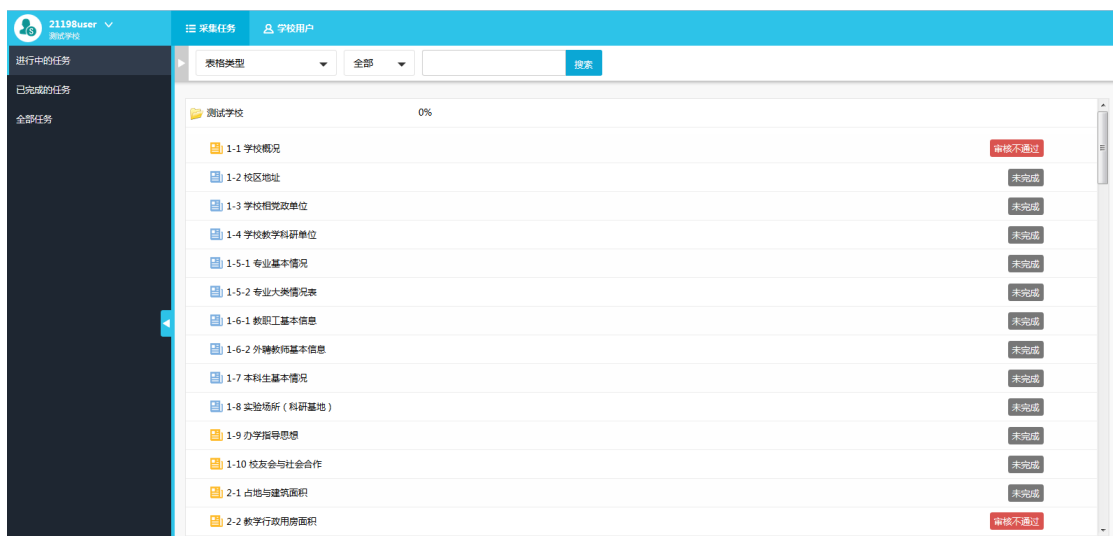 21198user
测试学校
采集任务
学校用户
进行中的任务
已完成的任务
全部任务
表格类型
全部
搜索
测试学校 0%
1-1 学校概况 审核不通过
1-2 校区地址 未完成
1-3 学校相党政单位 未完成
1-4 学校教学科研单位 未完成
1-5-1 专业基本情况 未完成
1-5-2 专业大类情况表 未完成
1-6-1 教职工基本信息 未完成
1-6-2 外聘教师基本信息 未完成
1-7 本科生基本情况 未完成
1-8 实验场所（科研基地） 未完成
1-9 办学指导思想 未完成
1-10 校友会与社会合作 未完成
2-1 占地与建筑面积 未完成
2-2 教学行政用房面积 审核不通过